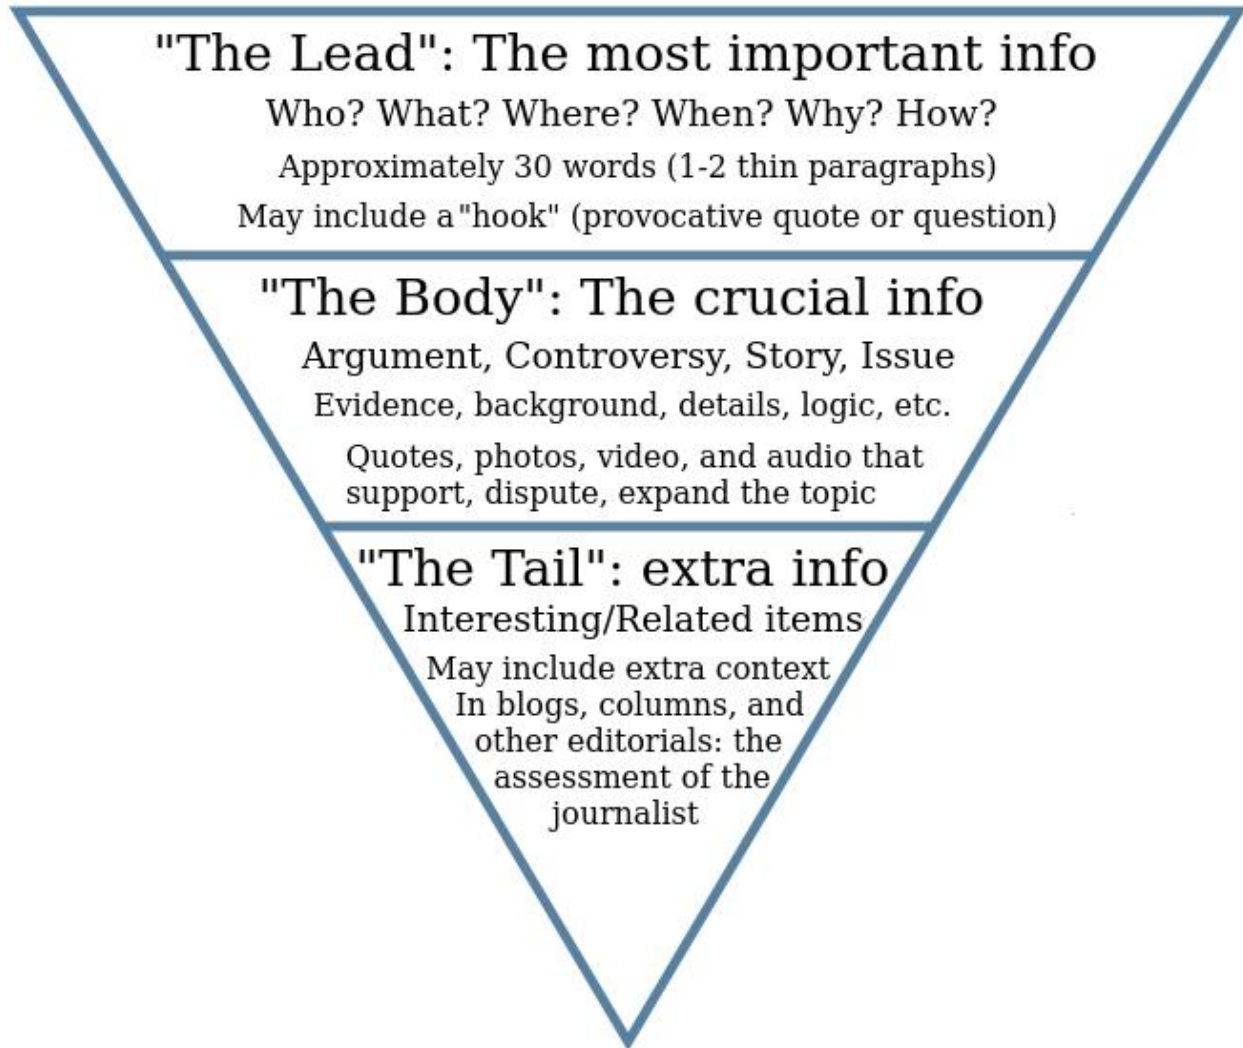 "The Lead": The most important info
Who? What? Where? When? Why? How?
Approximately 30 words (1-2 thin paragraphs)
May include a "hook" (provocative quote or question)
"The Body": The crucial info
Argument, Controversy, Story, Issue
Evidence, background, details, logic, etc.
Quotes, photos, video, and audio that
support, dispute, expand the topic
"The Tail": extra info
Interesting/Related items
May include extra context
In blogs, columns, and
other editorials: the
assessment of the
journalist